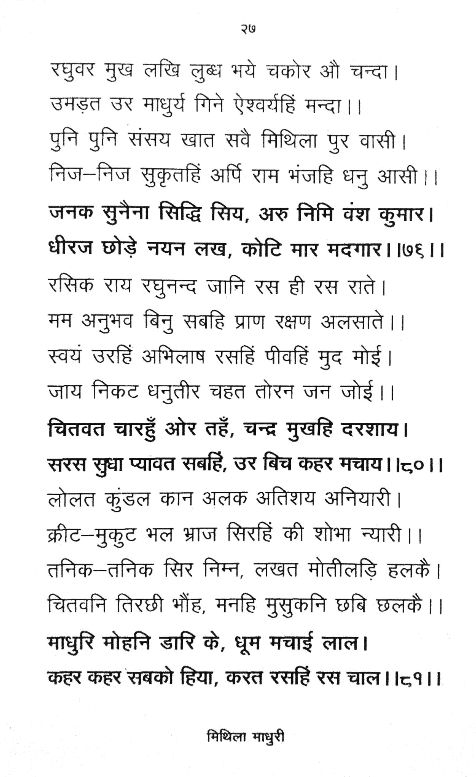 २७
रघुवर मुख लखि लुब्ध भये चकोर औ चन्दा।
उमड़त उर माधुर्य गिने ऐश्वर्यहिं मन्दा।।
पुनि पुनि संसय खात सवै मिथिला पुर वासी।
निज–निज सुकृतहिं अर्पि राम भंजहि धनु आसी।।
जनक सुनैना सिद्धि सिय, अरु निमि वंश कुमार।
धीरज छोड़े नयन लख, कोटि मार मदगार।।७६।।
रसिक राय रघुनन्द जानि रस ही रस राते।
मम अनुभव बिनु सबहि प्राण रक्षण अलसाते।।
स्वयं उरहिं अभिलाष रसहिं पीवहिं मुद मोई।
जाय निकट धनुतीर चहत तोरन जन जोई।।
चितवत चारहुँ ओर तहँ, चन्द्र मुखहि दरशाय।
सरस सुधा प्यावत सबहिं, उर बिच कहर मचाय।।८०।।
लोलत कुंडल कान अलक अतिशय अनियारी।
क्रीट–मुकुट भल भ्राज सिरहिं की शोभा न्यारी।।
तनिक–तनिक सिर निम्न, लखत मोतीलड़ि हलकै।
चितवनि तिरछी भौंह, मनहि मुसुकनि छबि छलकै।।
माधुरि मोहनि डारि के, धूम मचाई लाल।
कहर कहर सबको हिया, करत रसहिं रस चाल।।८१।।
मिथिला माधुरी